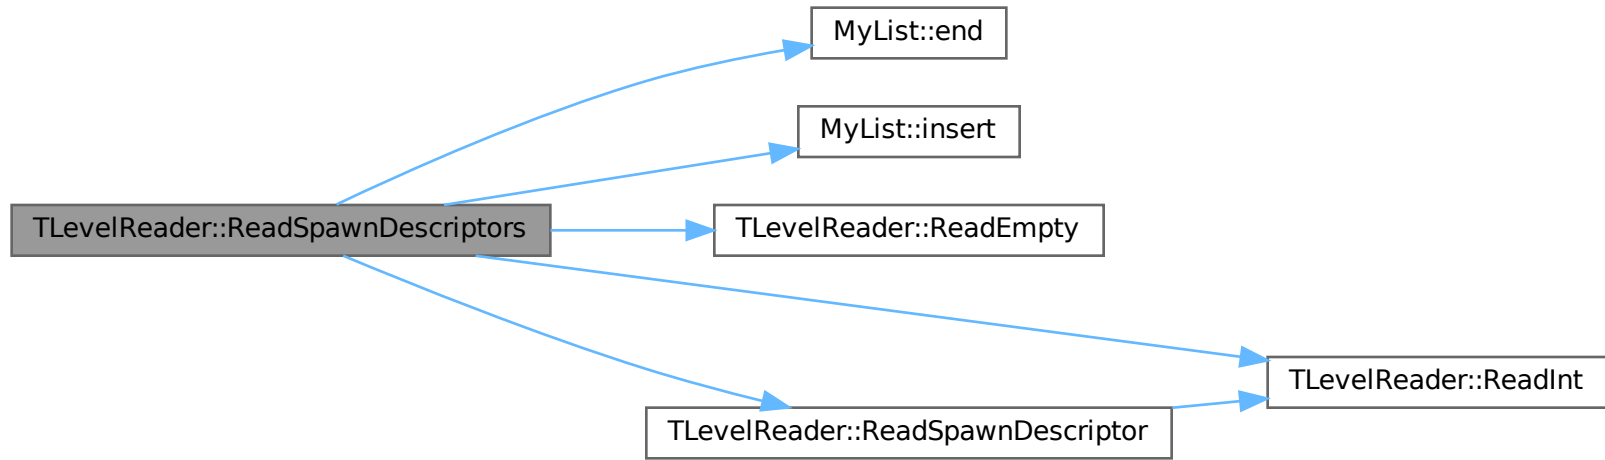 MyList::end
MyList::insert
TLevelReader::ReadSpawnDescriptors
TLevelReader::ReadEmpty
TLevelReader::ReadInt
TLevelReader::ReadSpawnDescriptor